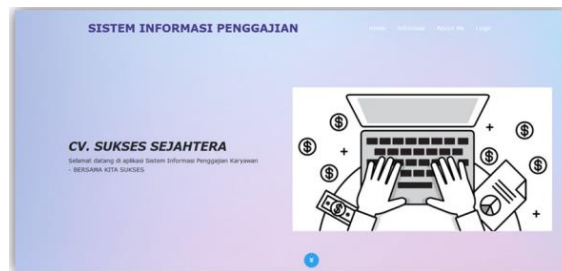 SISTEM INFORMASI PENGGAJIAN
Home Informasi About Me Login
CV. SUKSES SEJAHTERA
Selamat datang di aplikasi Sistem Informasi Penggajian Karyawan
- BERSAMA KITA SUKSES